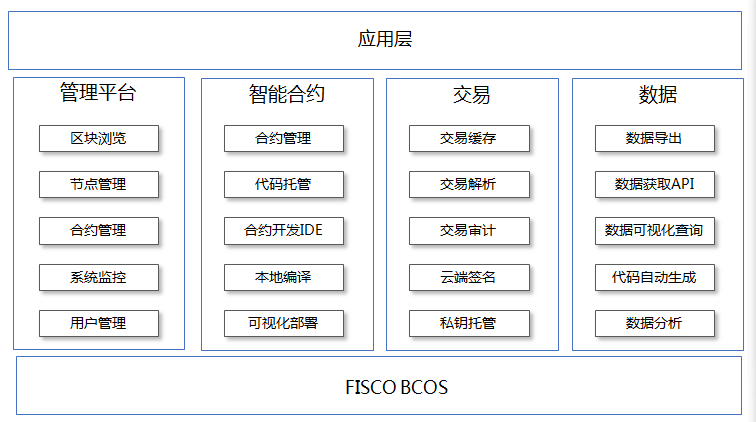 应用层
管理平台
区块浏览
节点管理
合约管理
系统监控
用户管理
智能合约
合约管理
代码托管
合约开发IDE
本地编译
可视化部署
交易
交易缓存
交易解析
交易审计
云端签名
私钥托管
数据
数据导出
数据获取API
数据可视化查询
代码自动生成
数据分析
FISCO BCOS